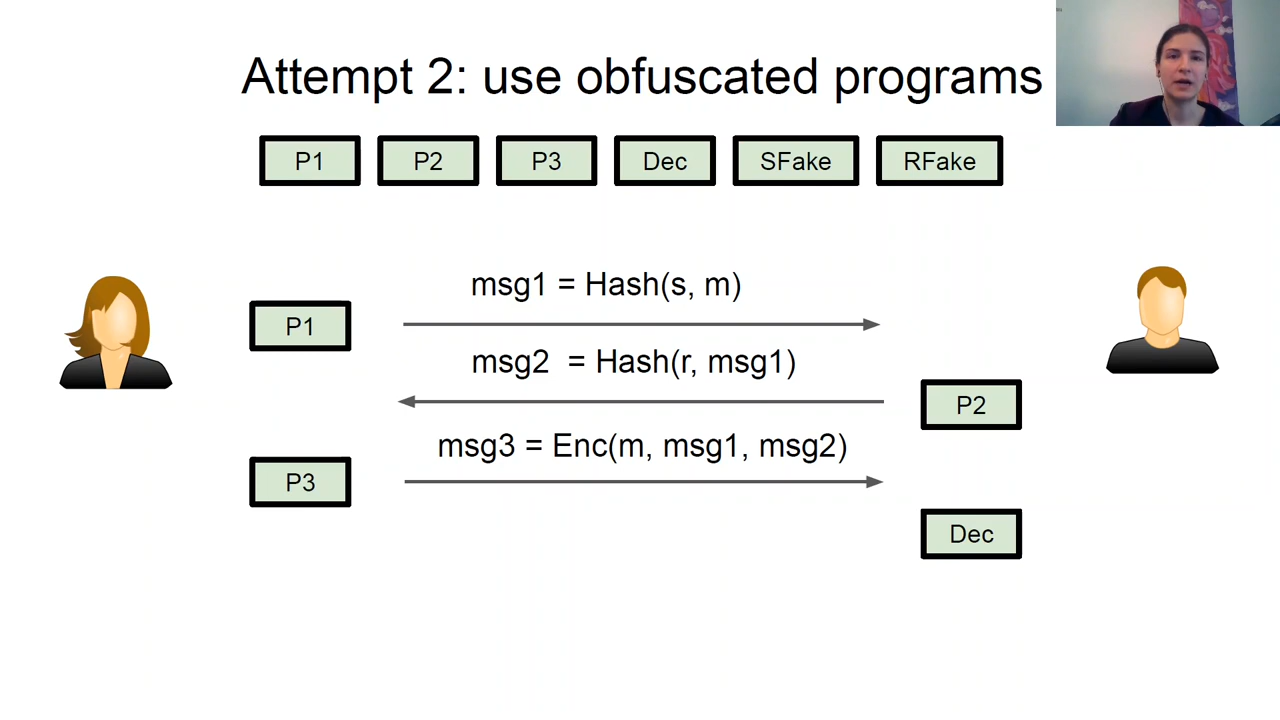 Attempt 2: use obfuscated programs
P1 P2 P3 Dec SFake RFake
msg1 = Hash(s, m)
P1
msg2 = Hash(r, msg1)
P2
msg3 = Enc(m, msg1, msg2)
P3
Dec